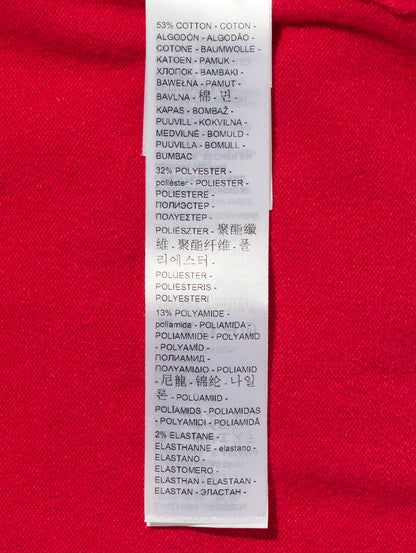 53% COTTON - COTON -
ALGODÓN - ALGODÃO -
COTONE - BAUMWOLLE -
KATOEN - PAMUK -
ХЛОПОК - BAMBAKI -
BAWEŁNA - PAMUT -
BAVLNA - 棉 - 면 -
KAPAS - BOMBAŽ -
PUUVILL - KOKVILNA -
MEDVILNĖ - BOMULD -
PUUVILLA - BOMULL -
BUMBAC
32% POLYESTER -
poliéster - POLIESTER -
POLIESTERE -
ПОЛИЭСТЕР -
ΠΟΛΥΕΣΤΕΡ -
POLIÉSZTER - 聚酯纖
維 - 聚酯纤维 - 폴
리에스터 -
POLÜESTER -
POLIESTERIS -
POLYESTERI
13% POLYAMIDE -
poliamida - POLIAMIDA -
POLIAMMIDE - POLYAMID
- POLYAMİD -
ПОЛИАМИД -
ΠΟΛΥΑΜΙΔΙΟ - POLIAMID
- 尼龍 - 锦纶 - 나일
론 - POLÜAMIID -
POLĪAMĪDS - POLIAMIDAS
- POLYAMIDI - POLIAMIDĂ
2% ELASTANE -
ELASTHANNE - elastano -
ELASTANO -
ELASTOMERO -
ELASTHAN - ELASTAAN -
ELASTAN - ЭЛАСТАН -